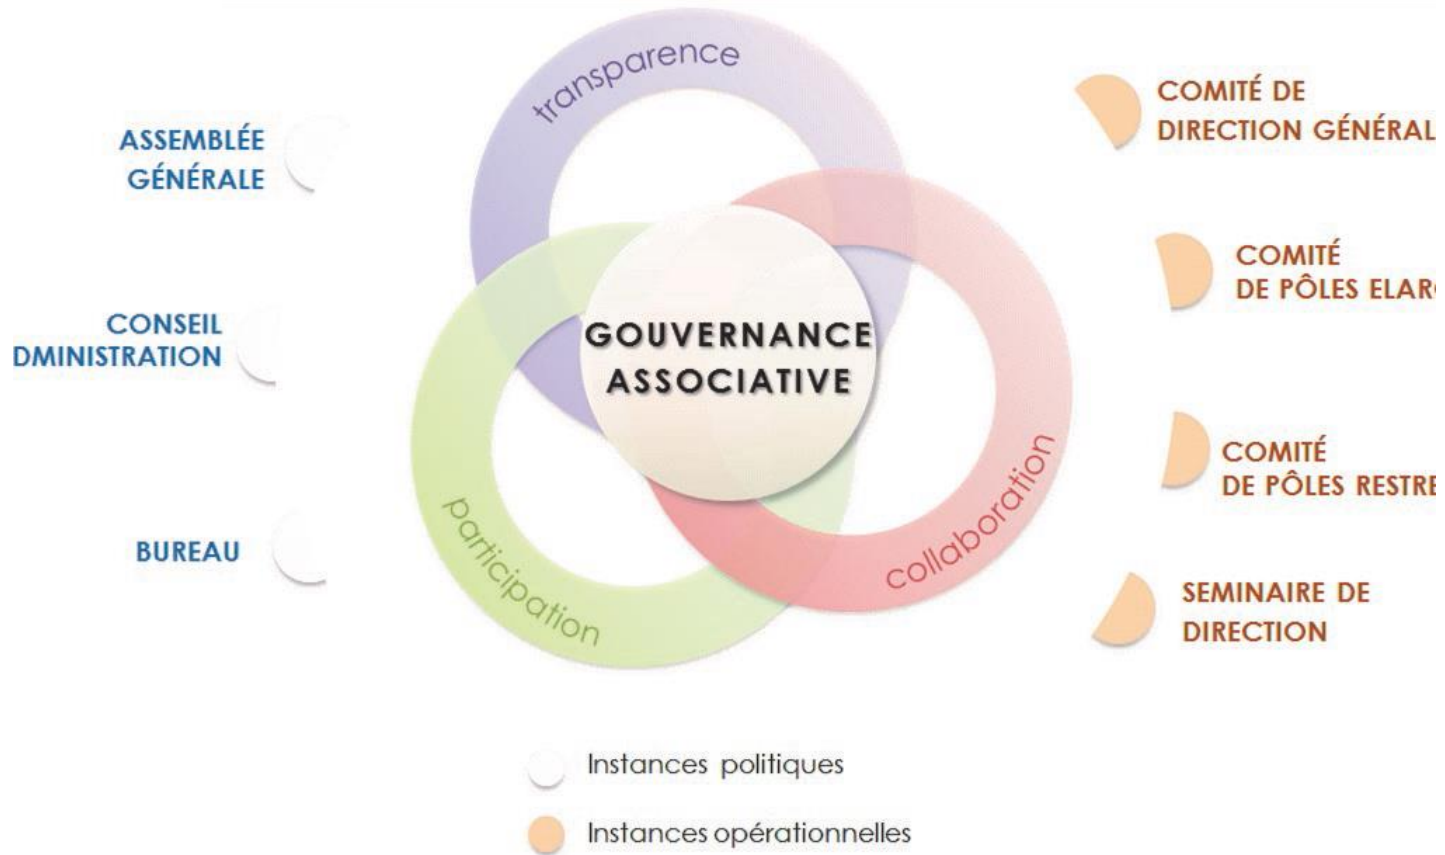 transparence
ASSEMBLÉE
GÉNÉRALE
CONSEIL
DMINISTRATION
BUREAU
GOUVERNANCE
ASSOCIATIVE
participation
collaboration
COMITÉ DE
DIRECTION GÉNÉRAL
COMITÉ
DE PÔLES ELAR
COMITÉ
DE PÔLES RESTRE
SEMINAIRE DE
DIRECTION
Instances politiques
Instances opérationnelles